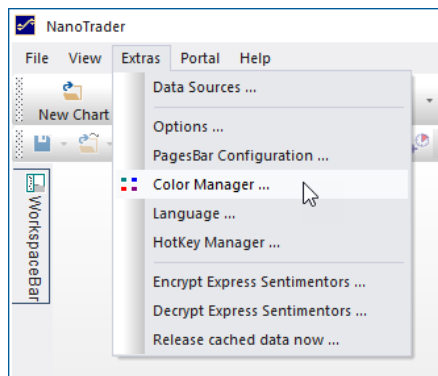 NanoTrader
File View Extras Portal Help
New Chart
Data Sources ...
Options ...
PagesBar Configuration ...
Color Manager ...
Language ...
HotKey Manager ...
Encrypt Express Sentimentors ...
Decrypt Express Sentimentors ...
Release cached data now ...
WorkspaceBar